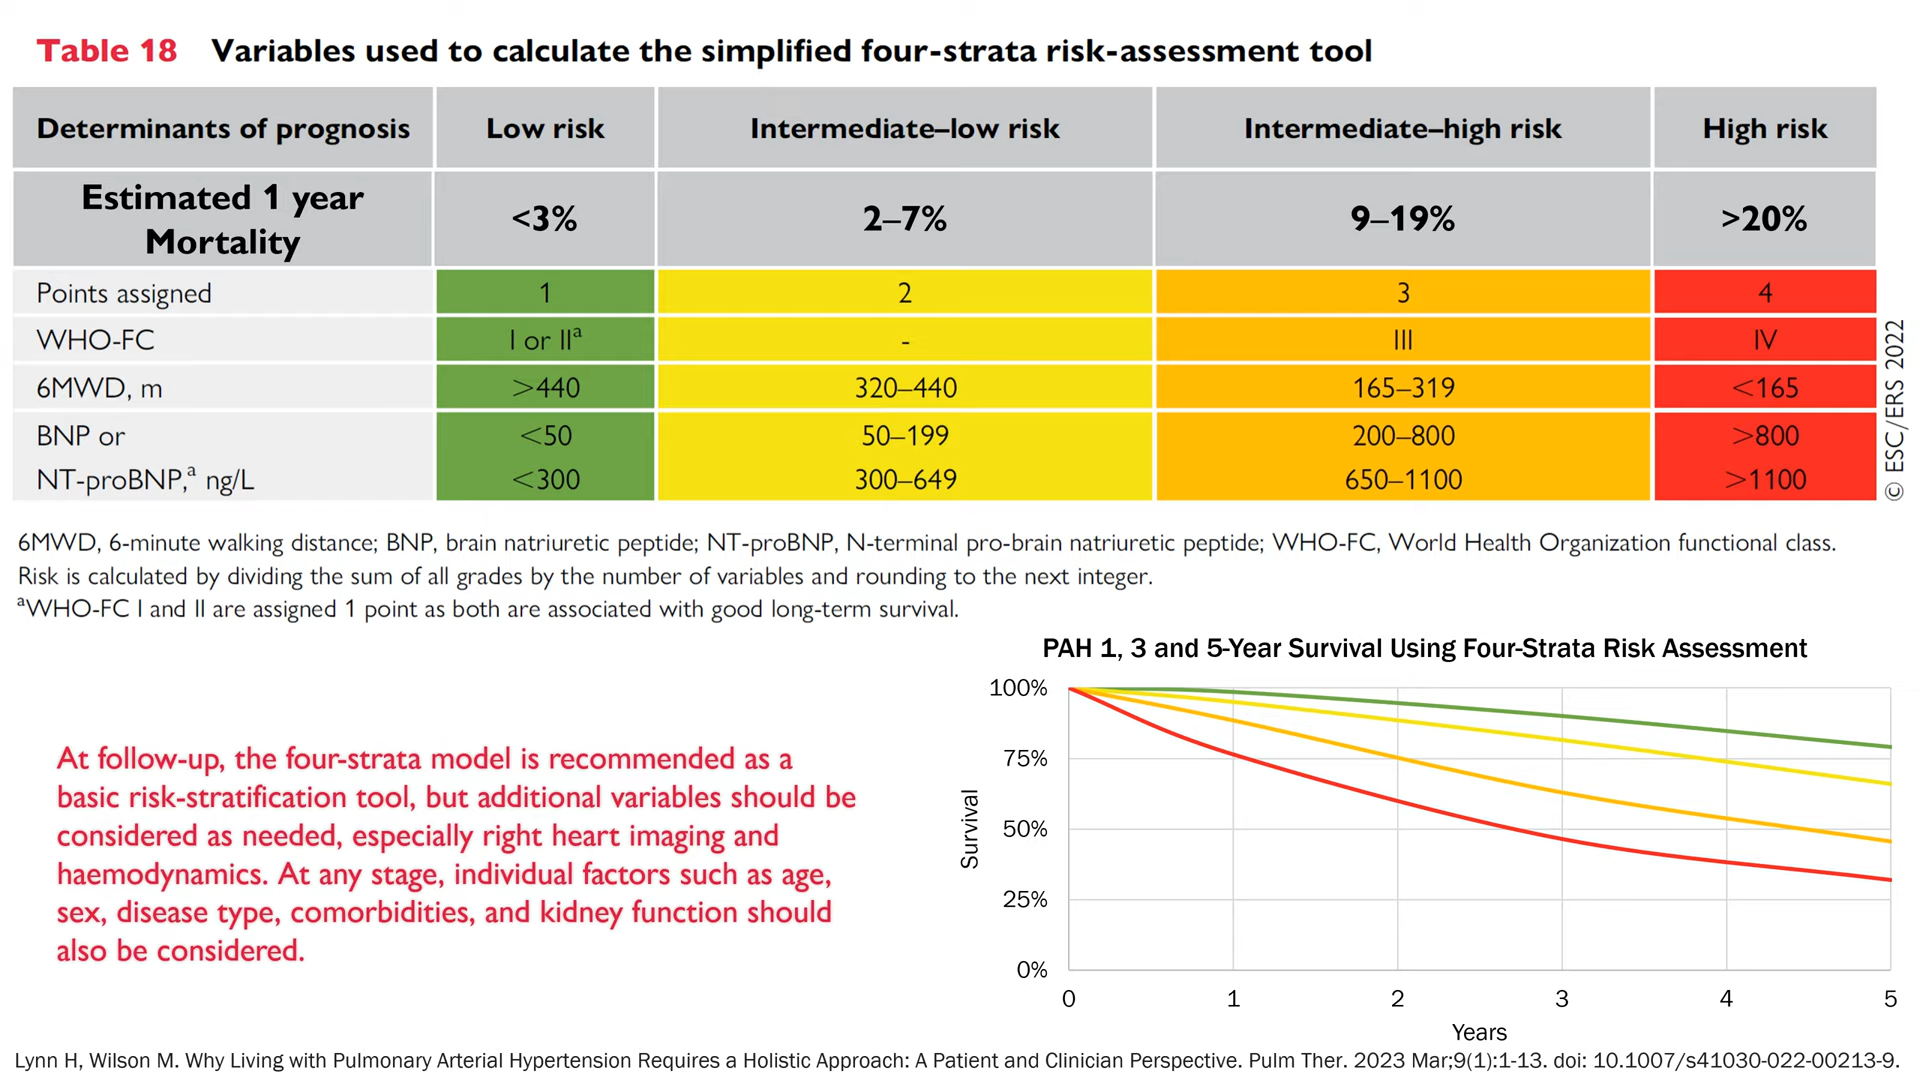 Table 18 Variables used to calculate the simplified four-strata risk-assessment tool
Determinants of prognosis Low risk Intermediate–low risk Intermediate–high risk High risk
Estimated 1 year Mortality <3% 2–7% 9–19% >20%
Points assigned 1 2 3 4
WHO-FC I or IIᵃ - III IV
6MWD, m >440 320–440 165–319 <165
BNP or <50 50–199 200–800 >800
NT-proBNP,ᵃ ng/L <300 300–649 650–1100 >1100
© ESC/ERS 2022
6MWD, 6-minute walking distance; BNP, brain natriuretic peptide; NT-proBNP, N-terminal pro-brain natriuretic peptide; WHO-FC, World Health Organization functional class.
Risk is calculated by dividing the sum of all grades by the number of variables and rounding to the next integer.
ᵃWHO-FC I and II are assigned 1 point as both are associated with good long-term survival.
At follow-up, the four-strata model is recommended as a
basic risk-stratification tool, but additional variables should be
considered as needed, especially right heart imaging and
haemodynamics. At any stage, individual factors such as age,
sex, disease type, comorbidities, and kidney function should
also be considered.
PAH 1, 3 and 5-Year Survival Using Four-Strata Risk Assessment
100%
75%
50%
25%
0%
Survival
0 1 2 3 4 5
Years
Lynn H, Wilson M. Why Living with Pulmonary Arterial Hypertension Requires a Holistic Approach: A Patient and Clinician Perspective. Pulm Ther. 2023 Mar;9(1):1-13. doi: 10.1007/s41030-022-00213-9.